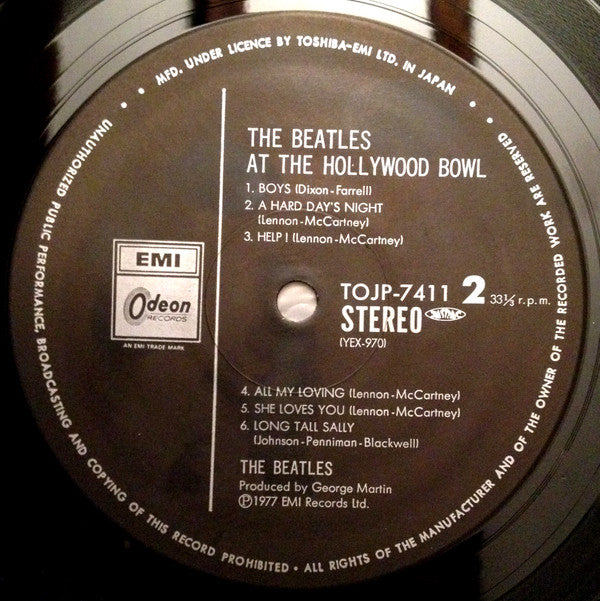 MFD. UNDER LICENCE BY TOSHIBA-EMI LTD. IN JAPAN
UNAUTHORIZED PUBLIC PERFORMANCE, BROADCASTING AND COPYING OF THIS RECORD PROHIBITED • ALL RIGHTS OF THE MANUFACTURER AND OF THE OWNER OF THE RECORDED WORK ARE RESERVED
THE BEATLES
AT THE HOLLYWOOD BOWL
1. BOYS (Dixon-Farrell)
2. A HARD DAY'S NIGHT
(Lennon-McCartney)
3. HELP! (Lennon-McCartney)
EMI
Odeon
RECORDS
AN EMI TRADE MARK
TOJP-7411 2 33⅓ r.p.m.
STEREO JASRAC
(YEX-970)
4. ALL MY LOVING (Lennon-McCartney)
5. SHE LOVES YOU (Lennon-McCartney)
6. LONG TALL SALLY
(Johnson-Penniman-Blackwell)
THE BEATLES
Produced by George Martin
℗1977 EMI Records Ltd.